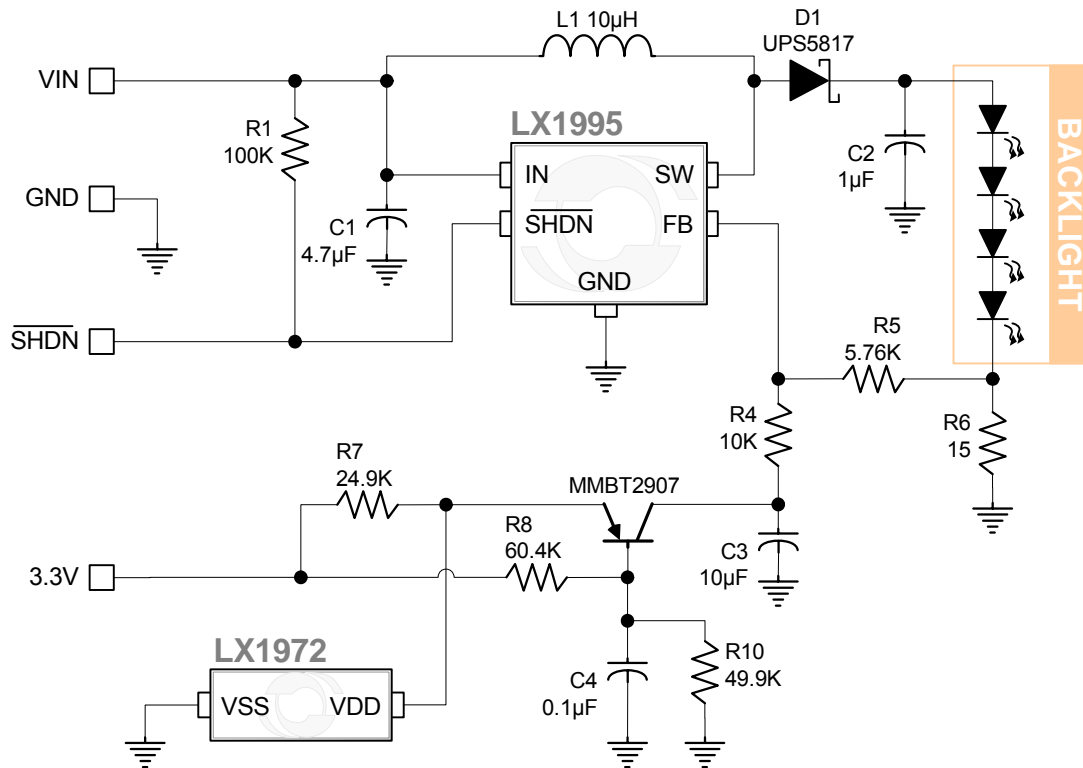 L1 10µH
D1
UPS5817
VIN
R1
100K
LX1995
IN
SW
C2
1µF
BACKLIGHT
GND
C1
4.7µF
SHDN
FB
GND
SHDN
R5
5.76K
R4
10K
R6
15
R7
24.9K
MMBT2907
R8
60.4K
C3
10µF
3.3V
LX1972
VSS
VDD
C4
0.1µF
R10
49.9K